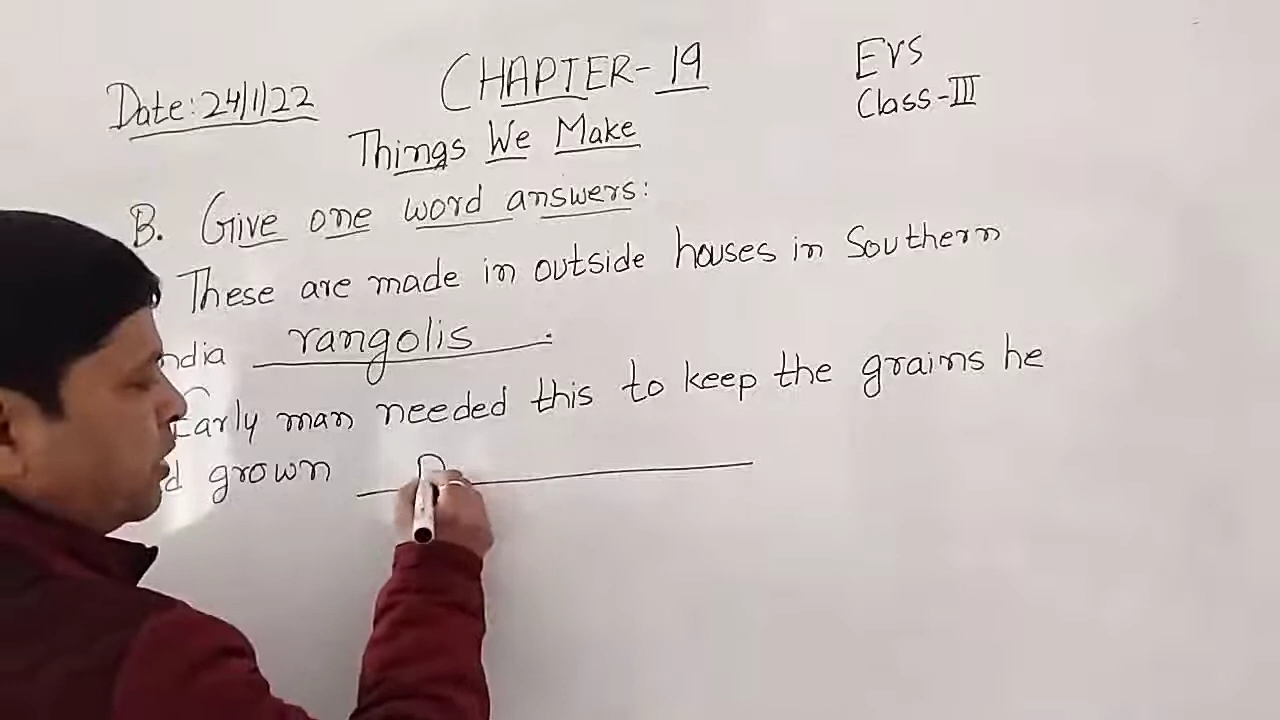 Date: 24/1/22
CHAPTER-19
EVS
Class-III
Things We Make
B. Give one word answers:
These are made in outside houses in Southern
rangolis.
Early man needed this to keep the grains he
grown